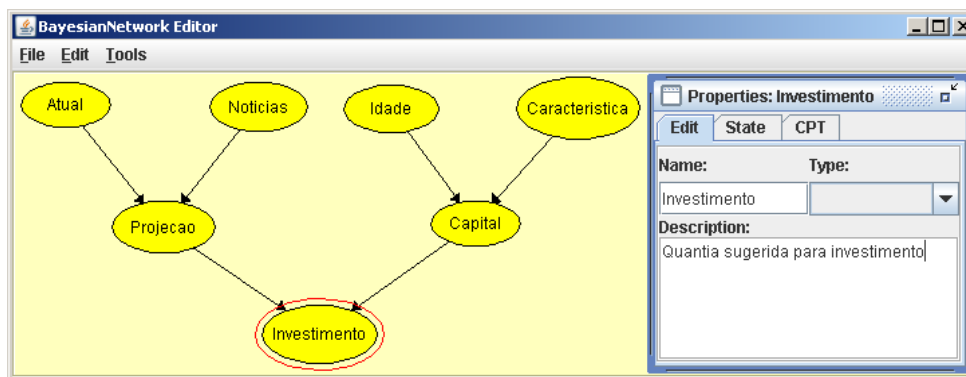 BayesianNetwork Editor
File Edit Tools
Atual
Noticias
Idade
Caracteristica
Projecao
Capital
Investimento
Properties: Investimento
Edit State CPT
Name: Type:
Investimento
Description:
Quantia sugerida para investimento